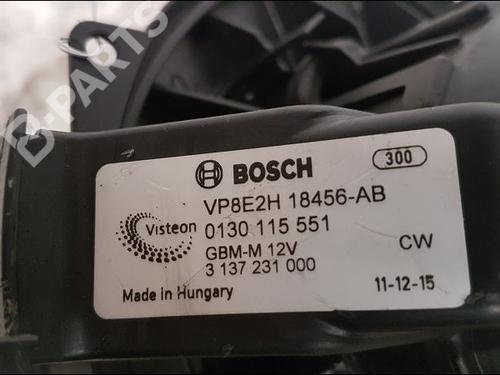 B-PARTS
BOSCH
300
VP8E2H 18456-AB
Visteon
0130 115 551
GBM-M 12V
CW
3 137 231 000
Made in Hungary
11-12-15